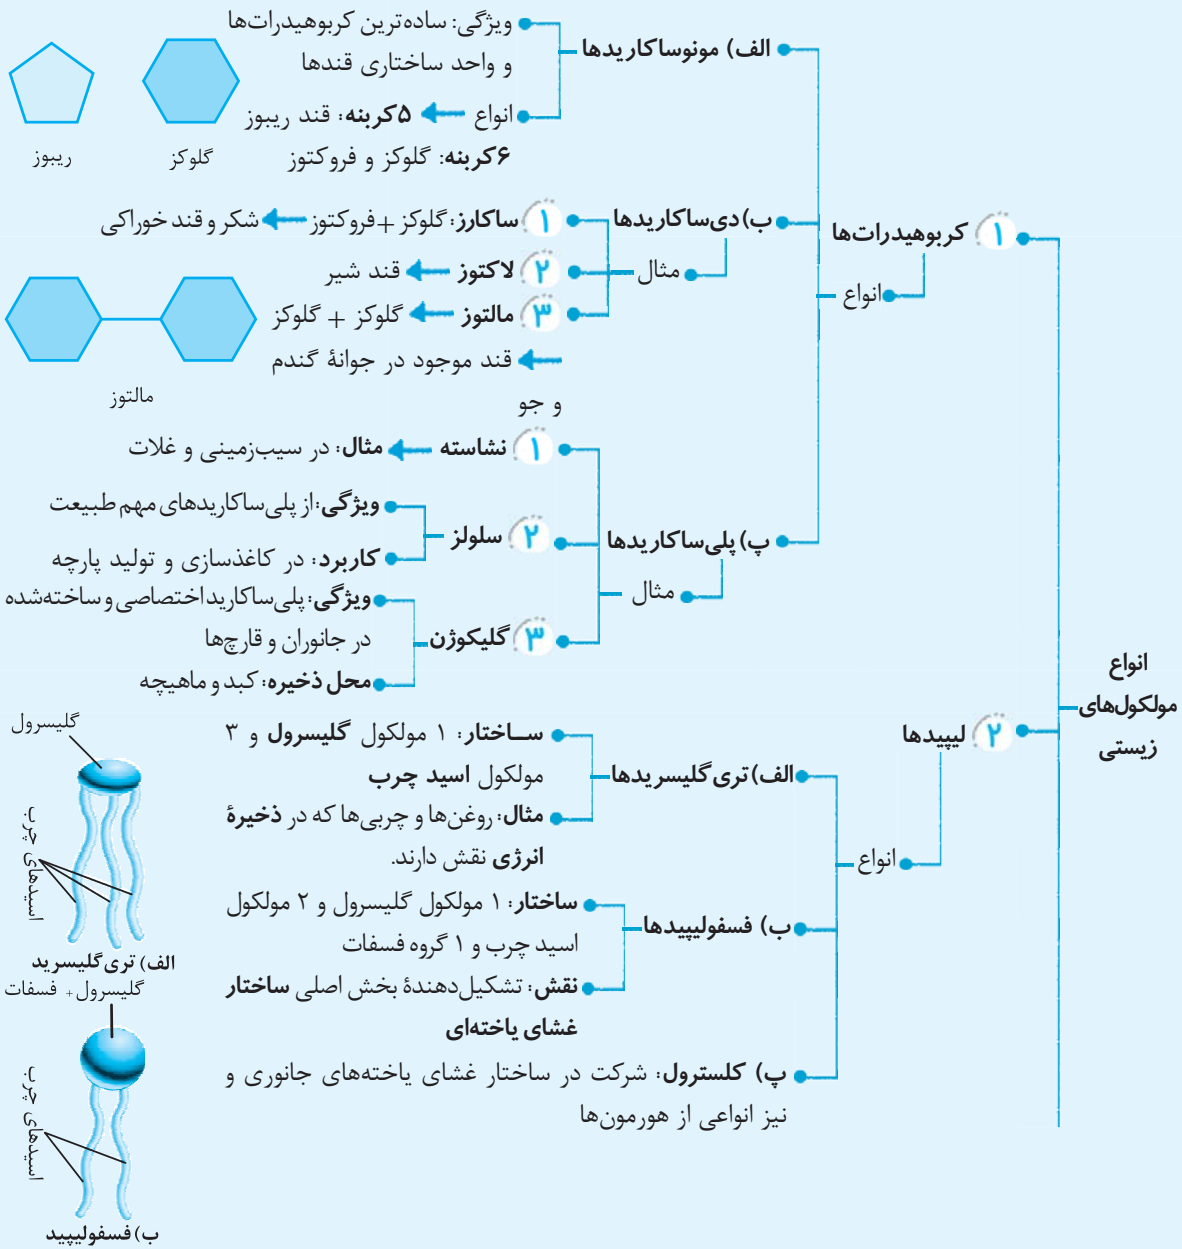 انواع
مولکول‌های
زیستی
۱ کربوهیدرات‌ها
انواع
الف) مونوساکاریدها
ویژگی: ساده‌ترین کربوهیدرات‌ها
و واحد ساختاری قندها
انواع ۵کربنه: قند ریبوز
۶کربنه: گلوکز و فروکتوز
گلوکز
ریبوز
ب) دی‌ساکاریدها
مثال
۱ ساکارز: گلوکز + فروکتوز شکر و قند خوراکی
۲ لاکتوز قند شیر
۳ مالتوز گلوکز + گلوکز
قند موجود در جوانهٔ گندم
و جو
مالتوز
پ) پلی‌ساکاریدها
مثال
۱ نشاسته مثال: در سیب‌زمینی و غلات
۲ سلولز
ویژگی: از پلی‌ساکاریدهای مهم طبیعت
کاربرد: در کاغذسازی و تولید پارچه
۳ گلیکوژن
ویژگی: پلی‌ساکارید اختصاصی و ساخته‌شده
در جانوران و قارچ‌ها
محل ذخیره: کبد و ماهیچه
۲ لیپیدها
انواع
الف) تری‌گلیسریدها
ساختار: ۱ مولکول گلیسرول و ۳
مولکول اسید چرب
مثال: روغن‌ها و چربی‌ها که در ذخیرهٔ
انرژی نقش دارند.
ب) فسفولیپیدها
ساختار: ۱ مولکول گلیسرول و ۲ مولکول
اسید چرب و ۱ گروه فسفات
نقش: تشکیل‌دهندهٔ بخش اصلی ساختار
غشای یاخته‌ای
پ) کلسترول: شرکت در ساختار غشای یاخته‌های جانوری و
نیز انواعی از هورمون‌ها
گلیسرول
اسیدهای چرب
الف) تری‌گلیسرید
گلیسرول + فسفات
اسیدهای چرب
ب) فسفولیپید